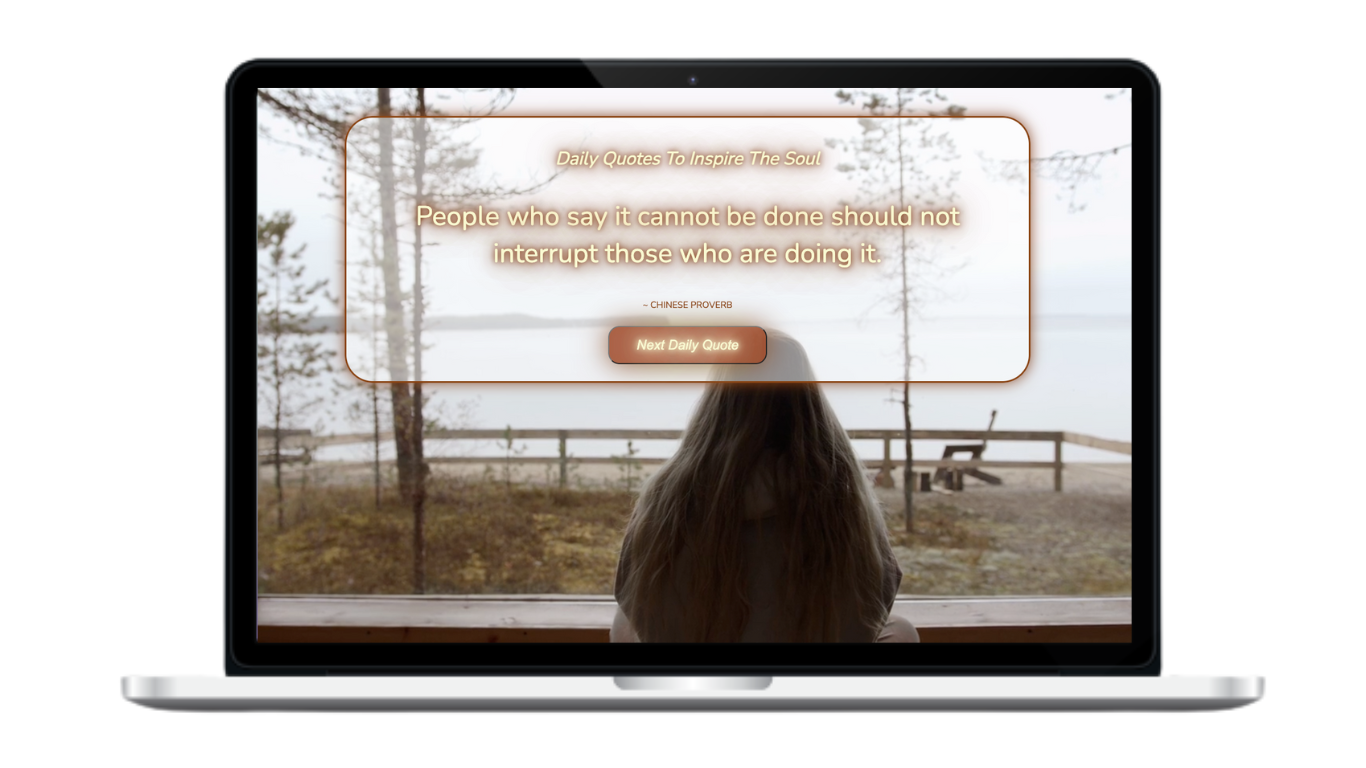 Daily Quotes To Inspire The Soul
People who say it cannot be done should not
interrupt those who are doing it.
~ CHINESE PROVERB
Next Daily Quote